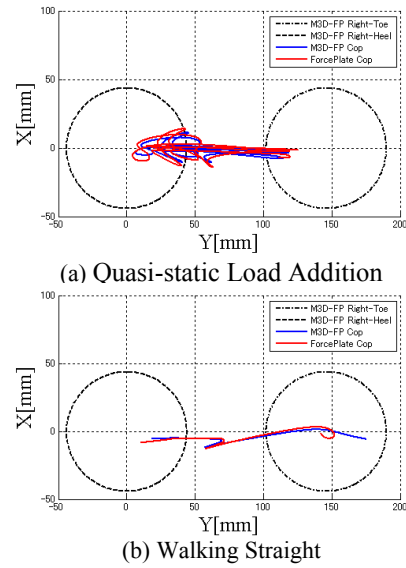 M3D-FP Right-Toe
M3D-FP Right-Heel
M3D-FP Cop
ForcePlate Cop
100
50
0
-50
X[mm]
-50 0 50 100 150 200
Y[mm]
(a) Quasi-static Load Addition
M3D-FP Right-Toe
M3D-FP Right-Heel
M3D-FP Cop
ForcePlate Cop
100
50
0
-50
X[mm]
-50 0 50 100 150 200
Y[mm]
(b) Walking Straight